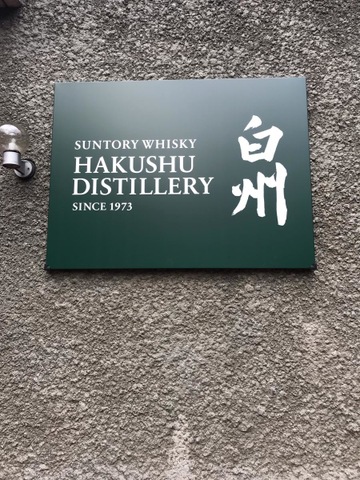 SUNTORY WHISKY
HAKUSHU
DISTILLERY
SINCE 1973
白州